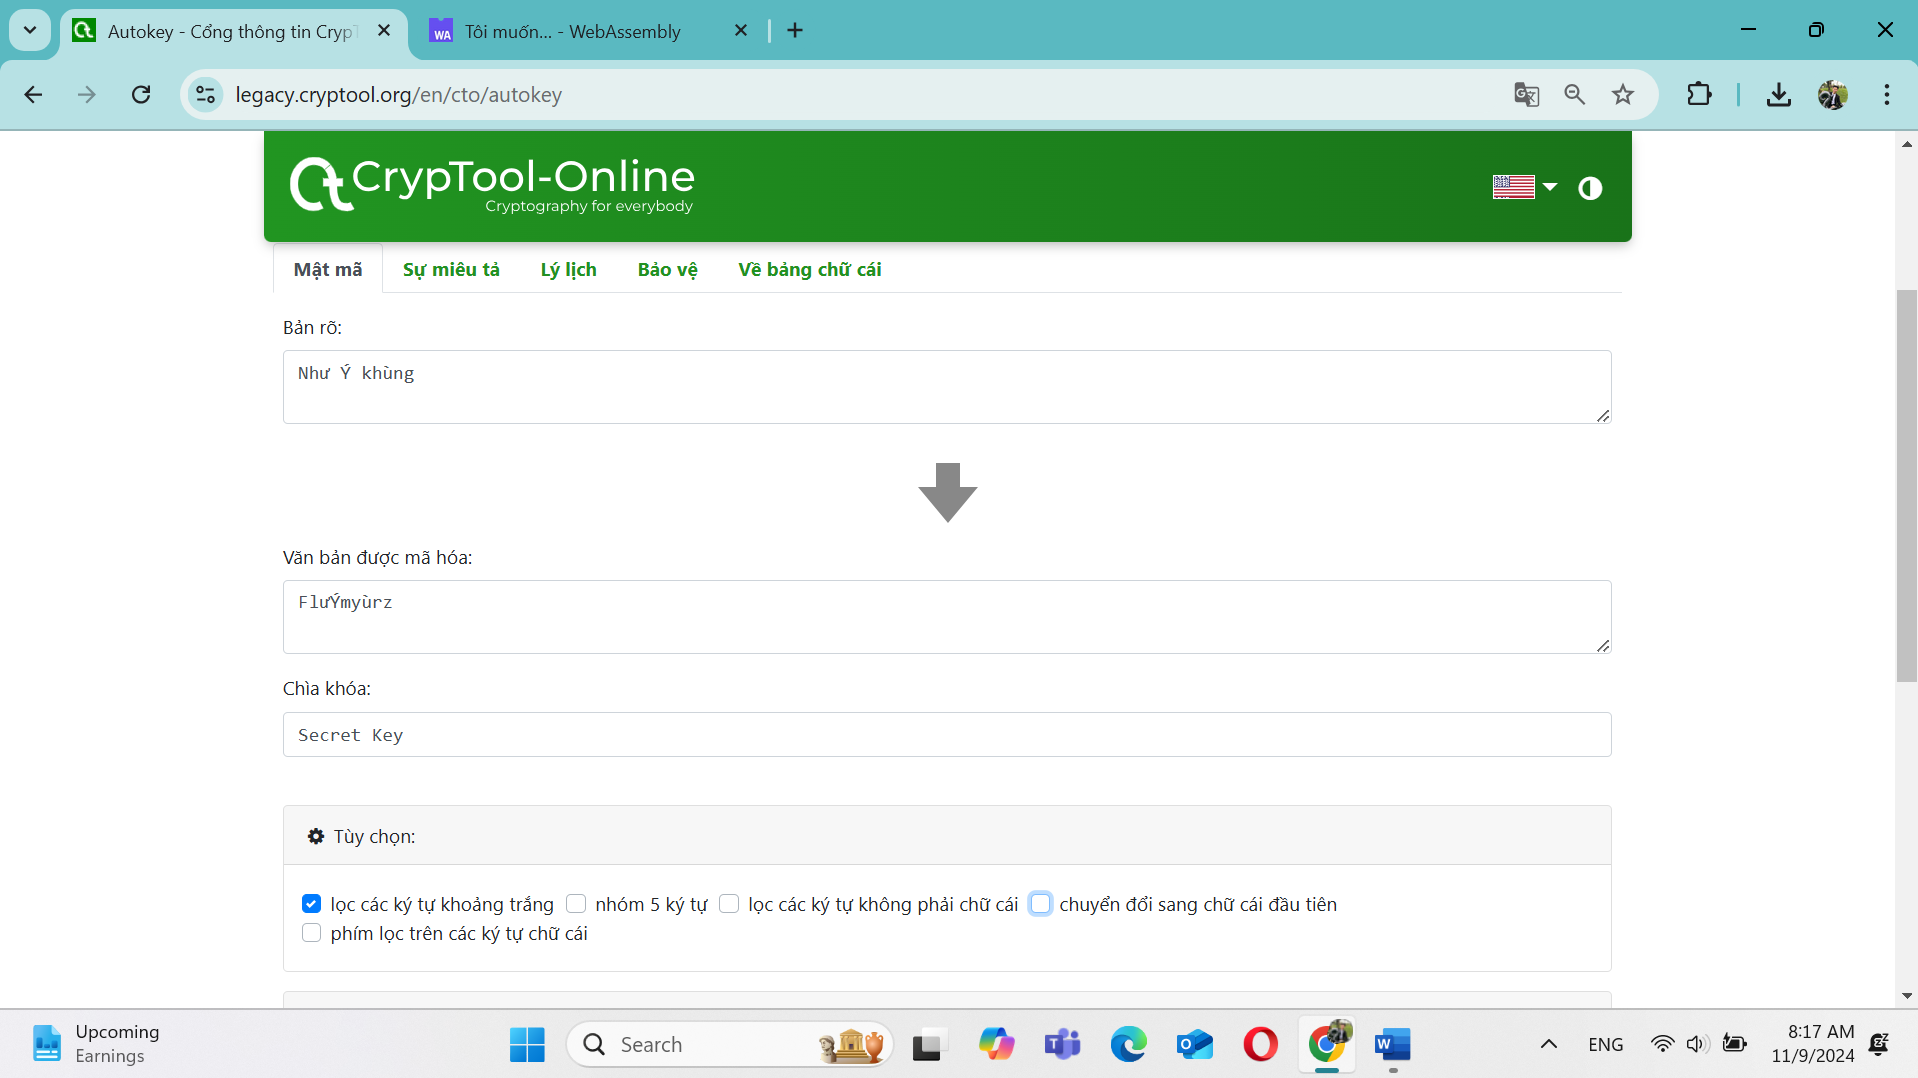 Autokey - Cổng thông tin Cryp
Tôi muốn... - WebAssembly
legacy.cryptool.org/en/cto/autokey
CrypTool-Online
Cryptography for everybody
Mật mã
Sự miêu tả
Lý lịch
Bảo vệ
Về bảng chữ cái
Bản rõ:
Như Ý khùng
Văn bản được mã hóa:
FlưÝmyùrz
Chìa khóa:
Secret Key
Tùy chọn:
lọc các ký tự khoảng trắng nhóm 5 ký tự lọc các ký tự không phải chữ cái chuyển đổi sang chữ cái đầu tiên
phím lọc trên các ký tự chữ cái
Upcoming
Earnings
Search
ENG
8:17 AM
11/9/2024